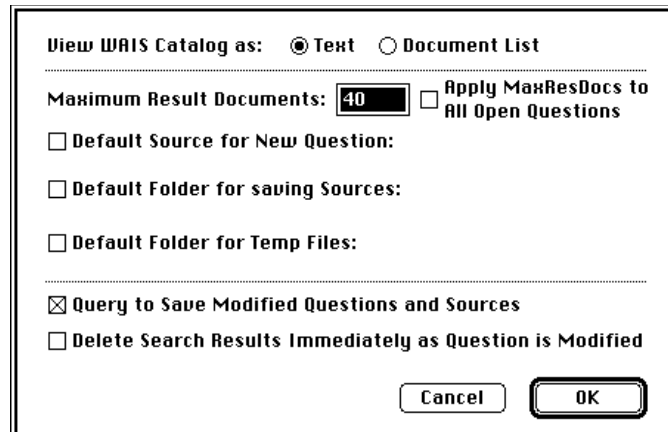 View WAIS Catalog as: Text Document List
Maximum Result Documents: 40 Apply MaxResDocs to
All Open Questions
Default Source for New Question:
Default Folder for saving Sources:
Default Folder for Temp Files:
Query to Save Modified Questions and Sources
Delete Search Results Immediately as Question is Modified
Cancel OK